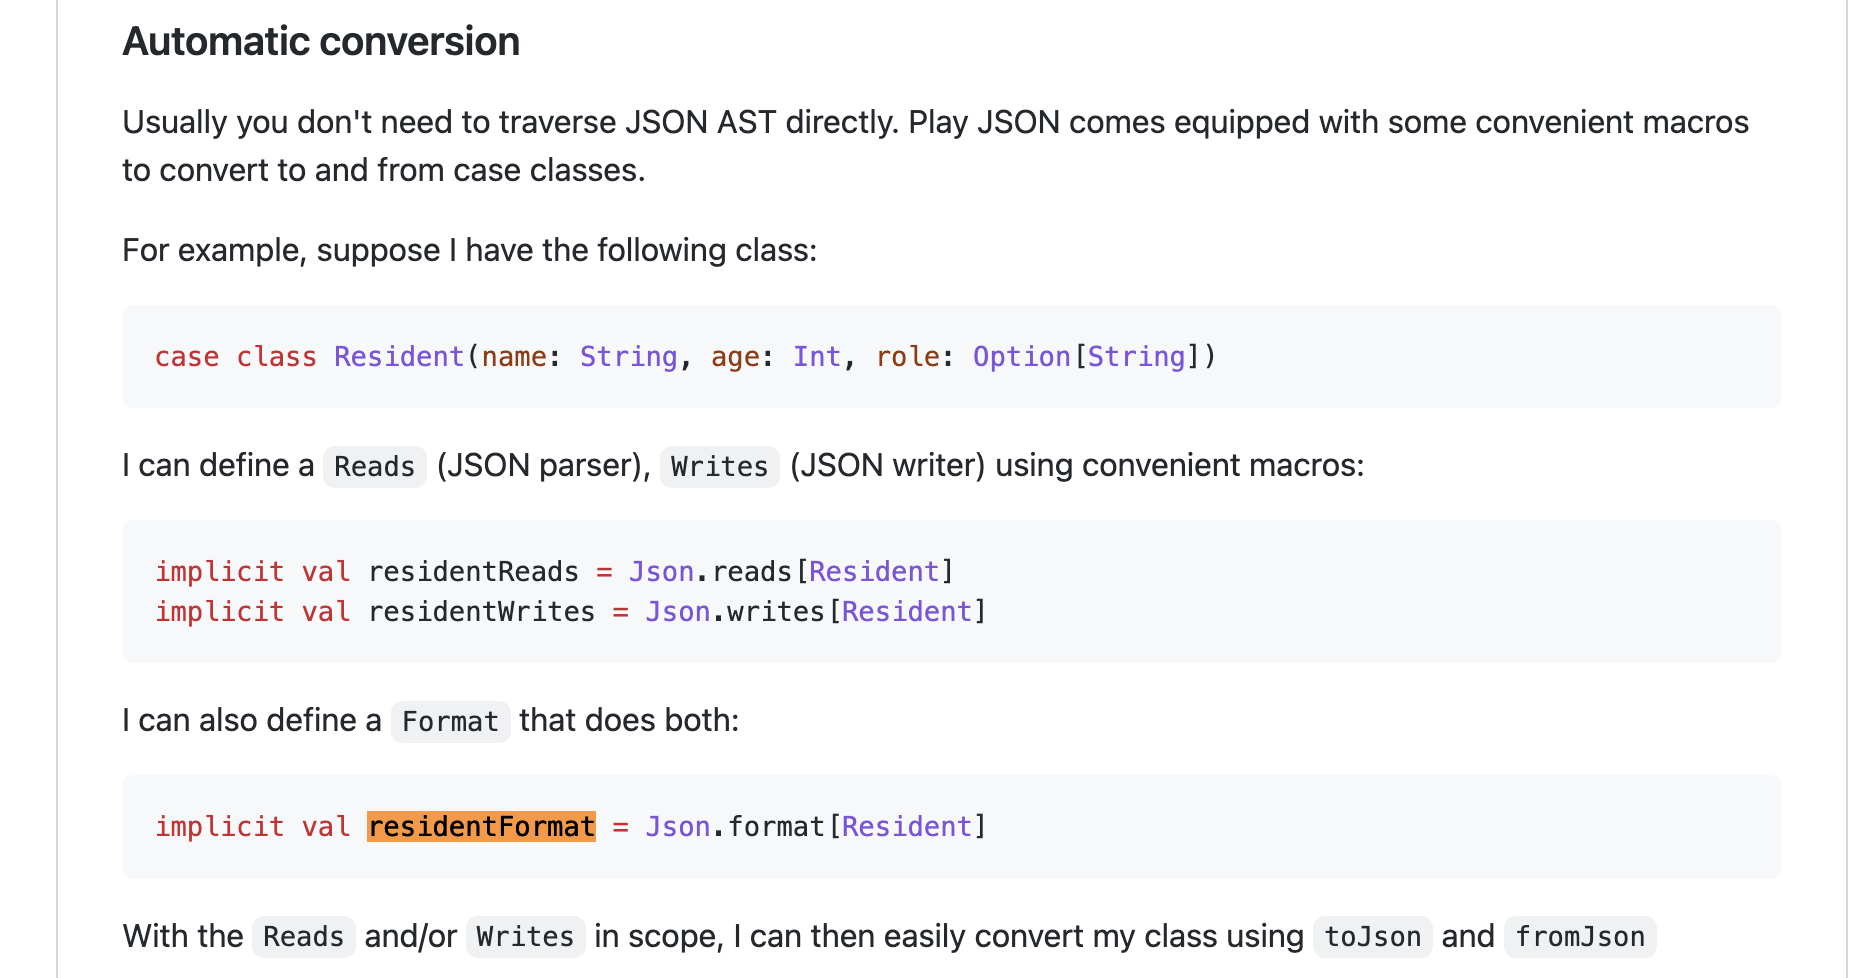 Automatic conversion
Usually you don't need to traverse JSON AST directly. Play JSON comes equipped with some convenient macros
to convert to and from case classes.
For example, suppose I have the following class:
case class Resident(name: String, age: Int, role: Option[String])
I can define a Reads (JSON parser), Writes (JSON writer) using convenient macros:
implicit val residentReads = Json.reads[Resident]
implicit val residentWrites = Json.writes[Resident]
I can also define a Format that does both:
implicit val residentFormat = Json.format[Resident]
With the Reads and/or Writes in scope, I can then easily convert my class using toJson and fromJson